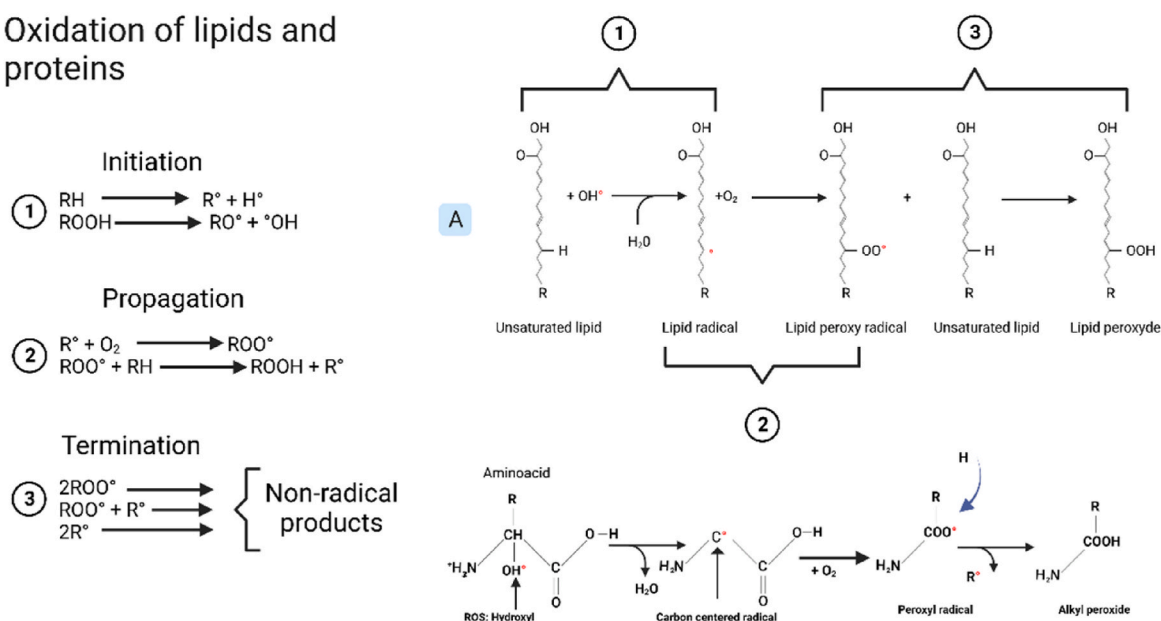 Oxidation of lipids and
proteins
Initiation
1
RH R° + H°
ROOH RO° + °OH
Propagation
2
R° + O₂ ROO°
ROO° + RH ROOH + R°
Termination
3
2ROO°
ROO° + R°
2R°
Non-radical
products
1
3
A
OH OH OH OH OH
O O O O O
+ OH° +O₂ +
H₂0
H OO° H OOH
R R R R R
Unsaturated lipid Lipid radical Lipid peroxy radical Unsaturated lipid Lipid peroxyde
2
Aminoacid
R
CH
O–H
⁺H₃N
OH°
C
O
ROS: Hydroxyl
H₂O
C°
O–H
H₂N
C
O
Carbon centered radical
+ O₂
H
R
COO°
H₂N
Peroxyl radical
R°
R
COOH
H₂N
Alkyl peroxide